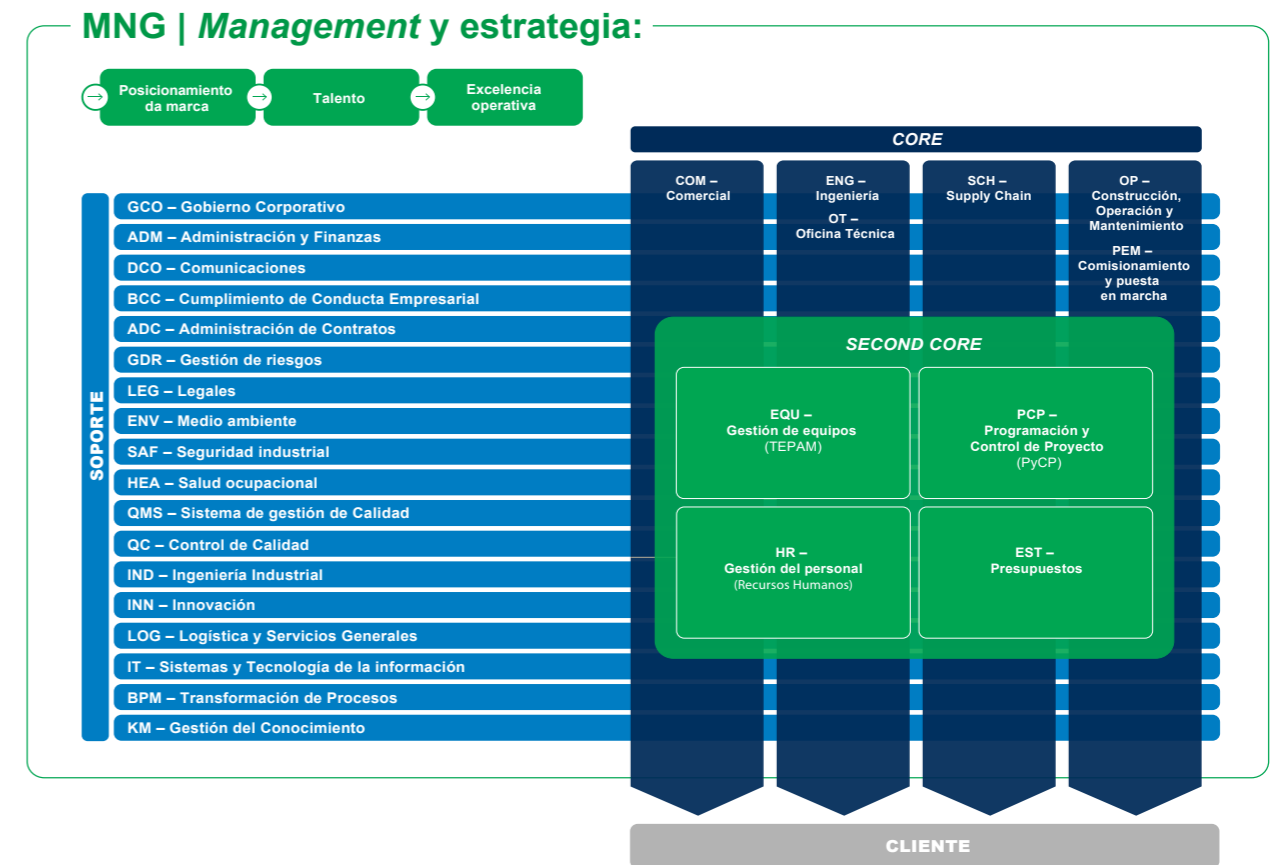 MNG | Management y estrategia:
→
Posicionamiento
da marca
→
Talento
→
Excelencia
operativa
CORE
COM –
Comercial
ENG –
Ingeniería
OT –
Oficina Técnica
SCH –
Supply Chain
OP –
Construcción,
Operación y
Mantenimiento
PEM –
Comisionamiento
y puesta
en marcha
SOPORTE
GCO – Gobierno Corporativo
ADM – Administración y Finanzas
DCO – Comunicaciones
BCC – Cumplimiento de Conducta Empresarial
ADC – Administración de Contratos
GDR – Gestión de riesgos
LEG – Legales
ENV – Medio ambiente
SAF – Seguridad industrial
HEA – Salud ocupacional
QMS – Sistema de gestión de Calidad
QC – Control de Calidad
IND – Ingeniería Industrial
INN – Innovación
LOG – Logística y Servicios Generales
IT – Sistemas y Tecnología de la información
BPM – Transformación de Procesos
KM – Gestión del Conocimiento
SECOND CORE
EQU –
Gestión de equipos
(TEPAM)
PCP –
Programación y
Control de Proyecto
(PyCP)
HR –
Gestión del personal
(Recursos Humanos)
EST –
Presupuestos
CLIENTE